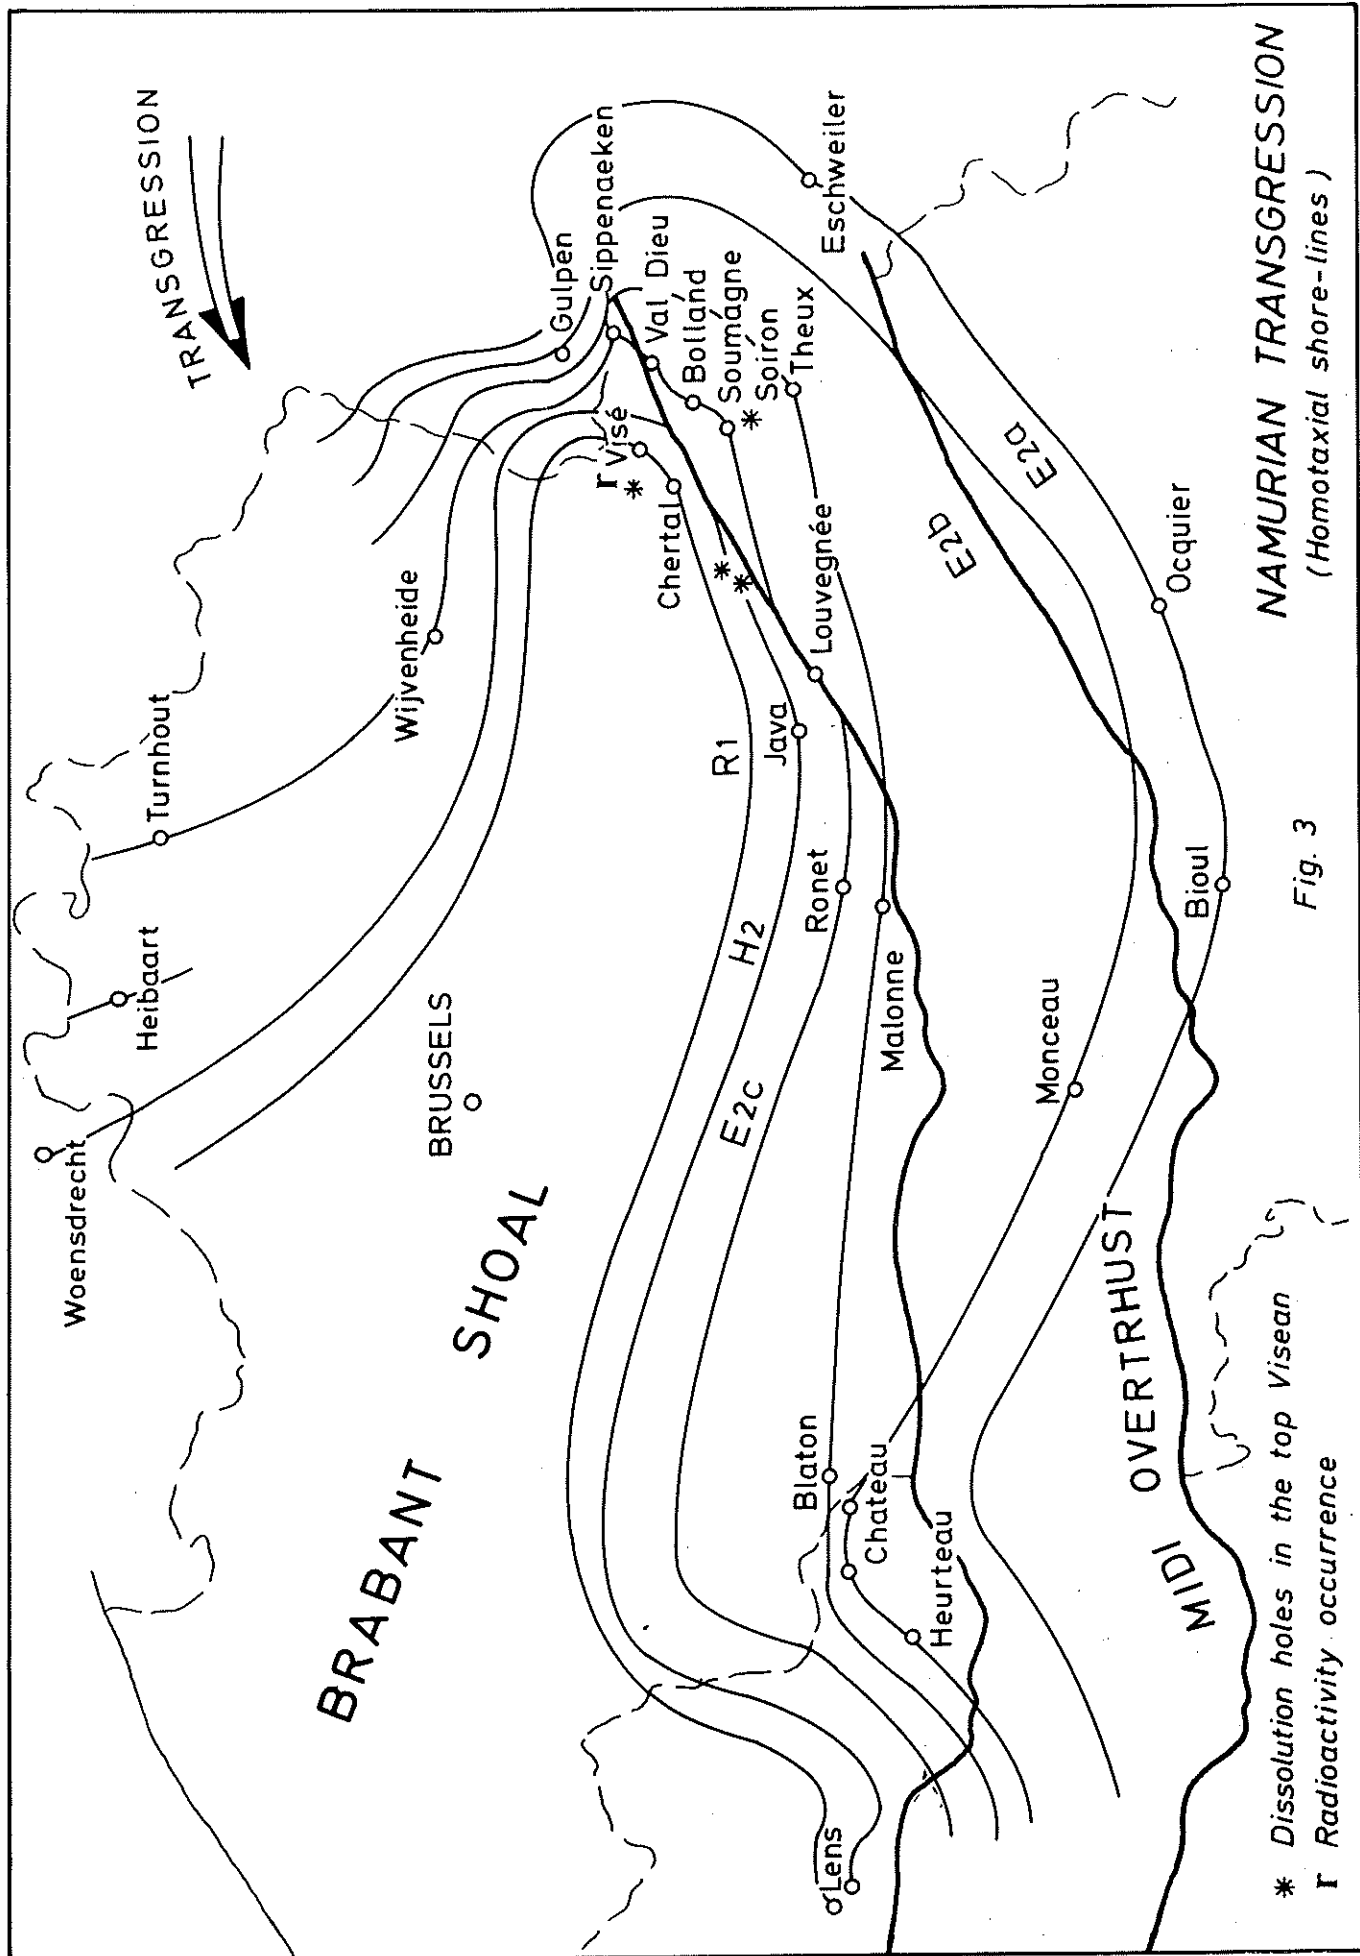 TRANSGRESSION
Gulpen
Sippenaeken
Val Dieu
Bolland
Soumagne
Soiron
Theux
Eschweiler
r Visé
*
*
Chertal
*
*
Louvegnée
Wijvenheide
Turnhout
Heibaart
Woensdrecht
BRUSSELS
BRABANT SHOAL
R1
Java
H2
E2c
Ronet
Malonne
E2b
E2a
Ocquier
Bioul
Monceau
Blaton
Chateau
Heurteau
Lens
MIDI OVERTRHUST
* Dissolution holes in the top Visean
r Radioactivity occurrence
Fig. 3
NAMURIAN TRANSGRESSION
(Homotaxial shore-lines)